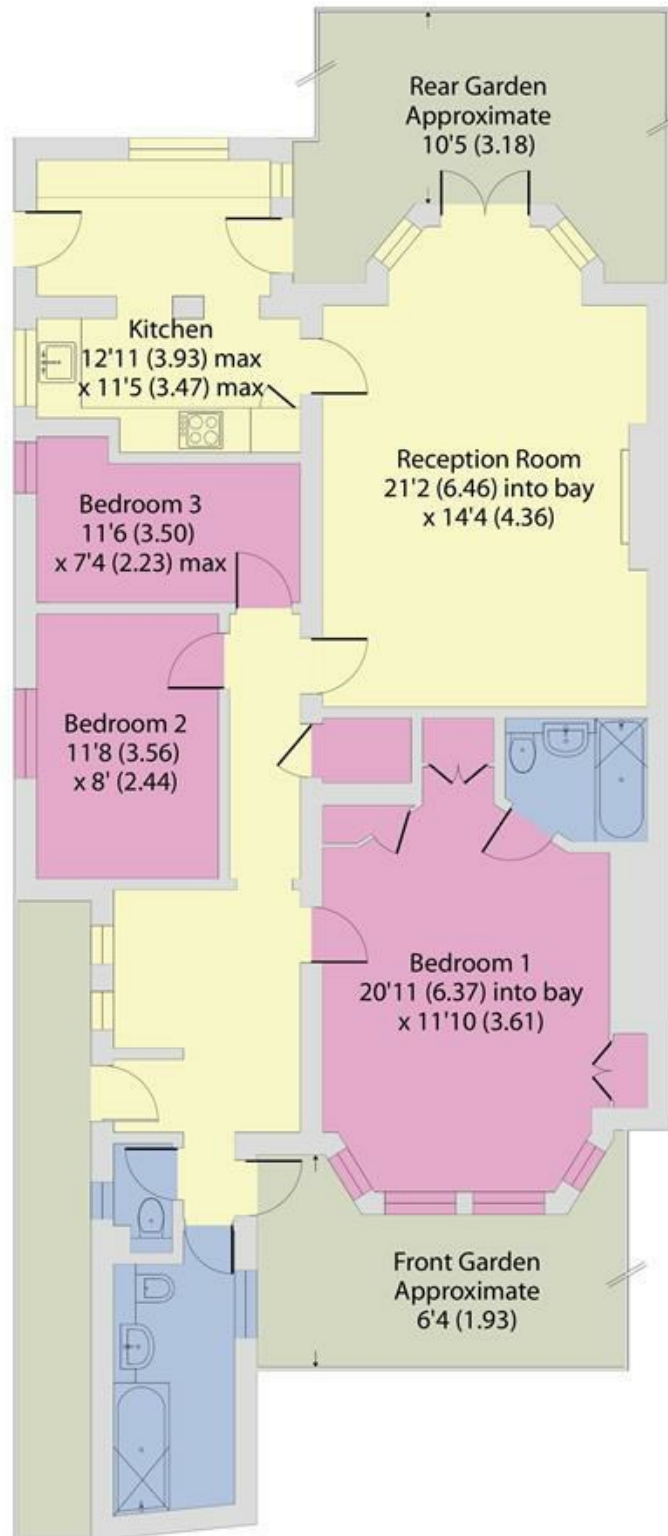 Rear Garden
Approximate
10'5 (3.18)
Kitchen
12'11 (3.93) max
x 11'5 (3.47) max
Reception Room
21'2 (6.46) into bay
x 14'4 (4.36)
Bedroom 3
11'6 (3.50)
x 7'4 (2.23) max
Bedroom 2
11'8 (3.56)
x 8' (2.44)
Bedroom 1
20'11 (6.37) into bay
x 11'10 (3.61)
Front Garden
Approximate
6'4 (1.93)